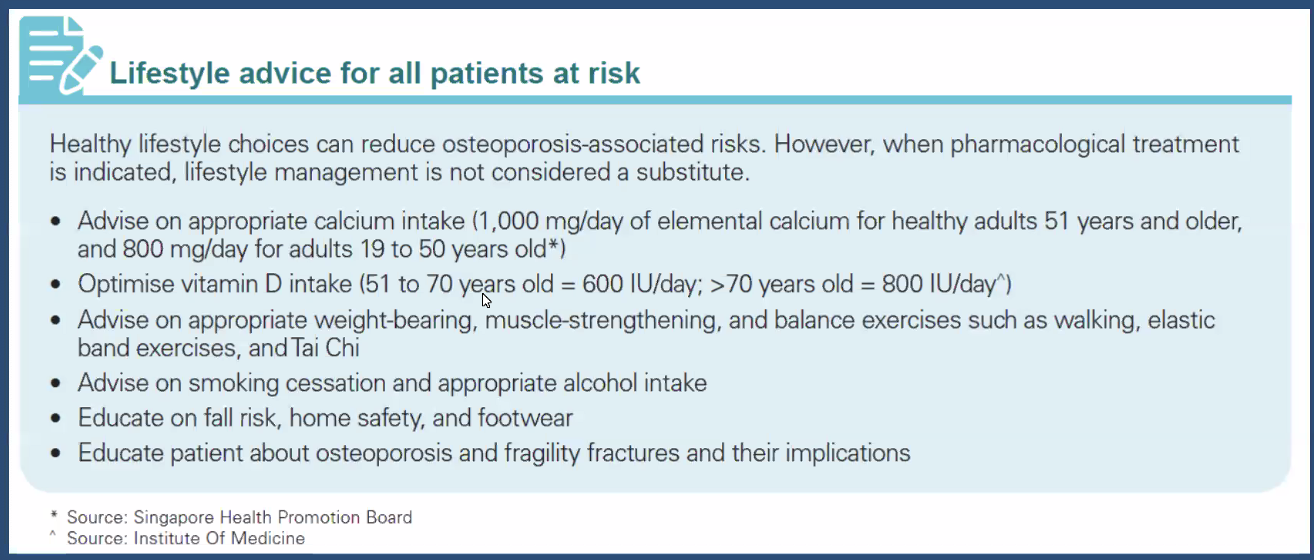 Lifestyle advice for all patients at risk
Healthy lifestyle choices can reduce osteoporosis-associated risks. However, when pharmacological treatment
is indicated, lifestyle management is not considered a substitute.
• Advise on appropriate calcium intake (1,000 mg/day of elemental calcium for healthy adults 51 years and older,
and 800 mg/day for adults 19 to 50 years old*)
• Optimise vitamin D intake (51 to 70 years old = 600 IU/day; >70 years old = 800 IU/day^)
• Advise on appropriate weight-bearing, muscle-strengthening, and balance exercises such as walking, elastic
band exercises, and Tai Chi
• Advise on smoking cessation and appropriate alcohol intake
• Educate on fall risk, home safety, and footwear
• Educate patient about osteoporosis and fragility fractures and their implications
* Source: Singapore Health Promotion Board
^ Source: Institute Of Medicine